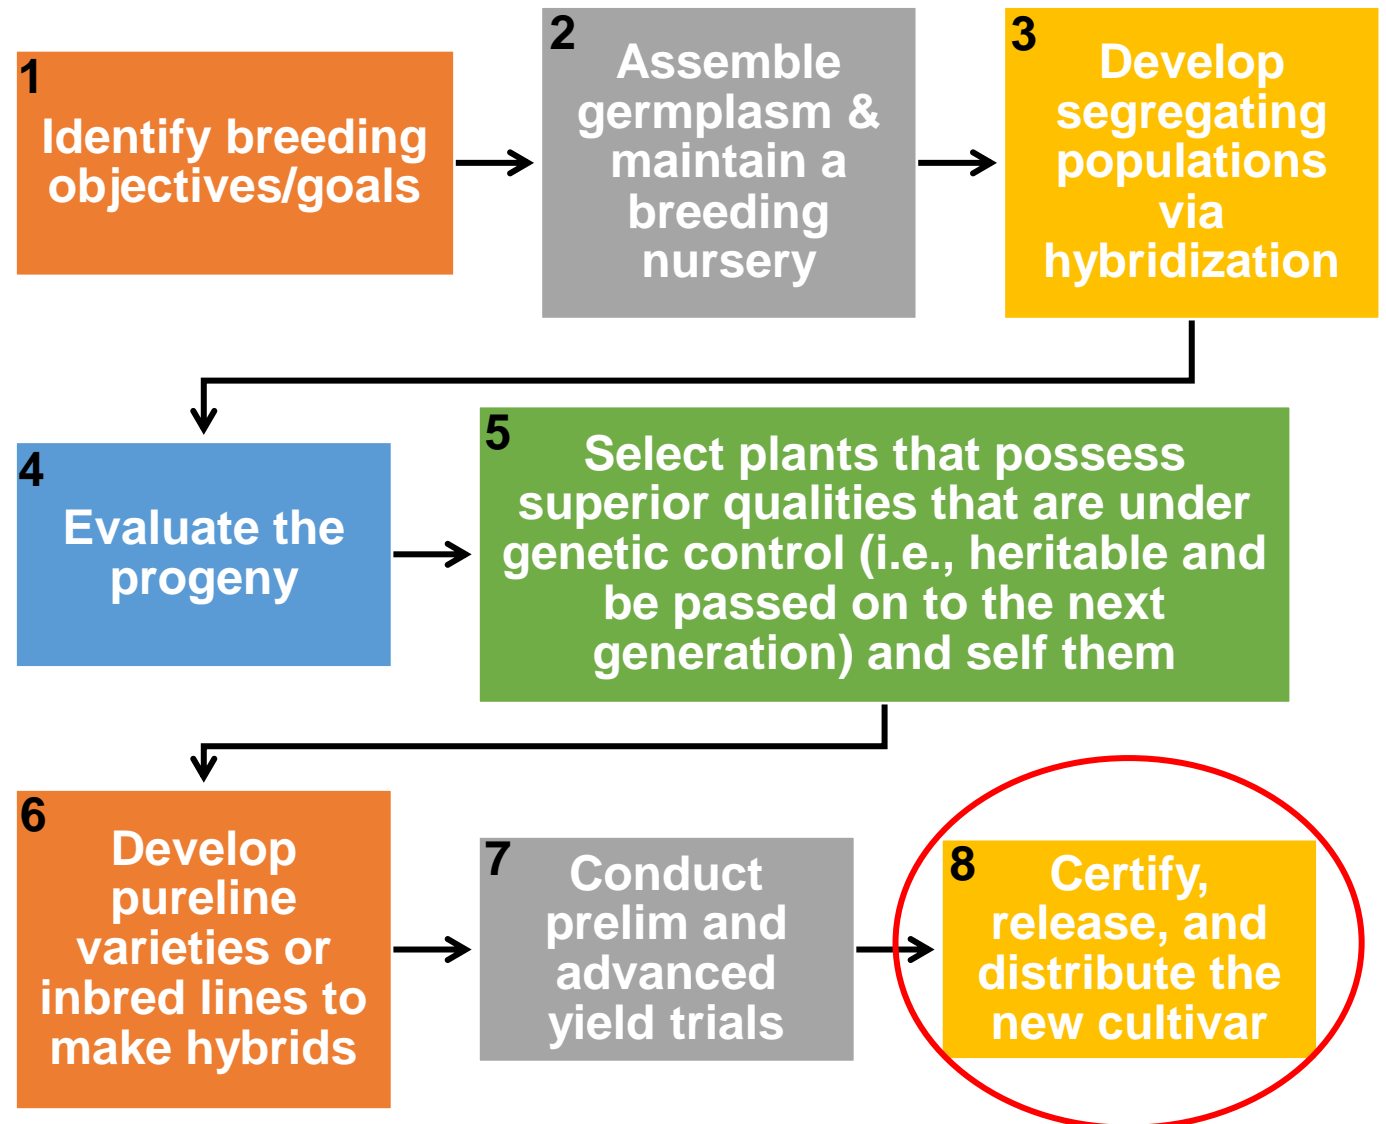 1
Identify breeding
objectives/goals
2
Assemble
germplasm &
maintain a
breeding
nursery
3
Develop
segregating
populations
via
hybridization
4
Evaluate the
progeny
5
Select plants that possess
superior qualities that are under
genetic control (i.e., heritable and
be passed on to the next
generation) and self them
6
Develop
pureline
varieties or
inbred lines to
make hybrids
7
Conduct
prelim and
advanced
yield trials
8
Certify,
release, and
distribute the
new cultivar